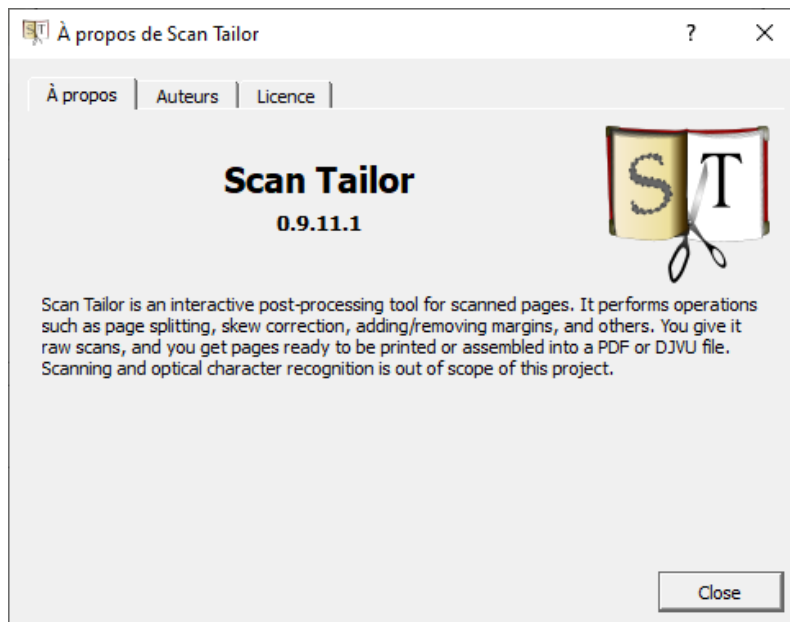 À propos de Scan Tailor
?
À propos
Auteurs
Licence
S T
Scan Tailor
0.9.11.1
Scan Tailor is an interactive post-processing tool for scanned pages. It performs operations
such as page splitting, skew correction, adding/removing margins, and others. You give it
raw scans, and you get pages ready to be printed or assembled into a PDF or DJVU file.
Scanning and optical character recognition is out of scope of this project.
Close